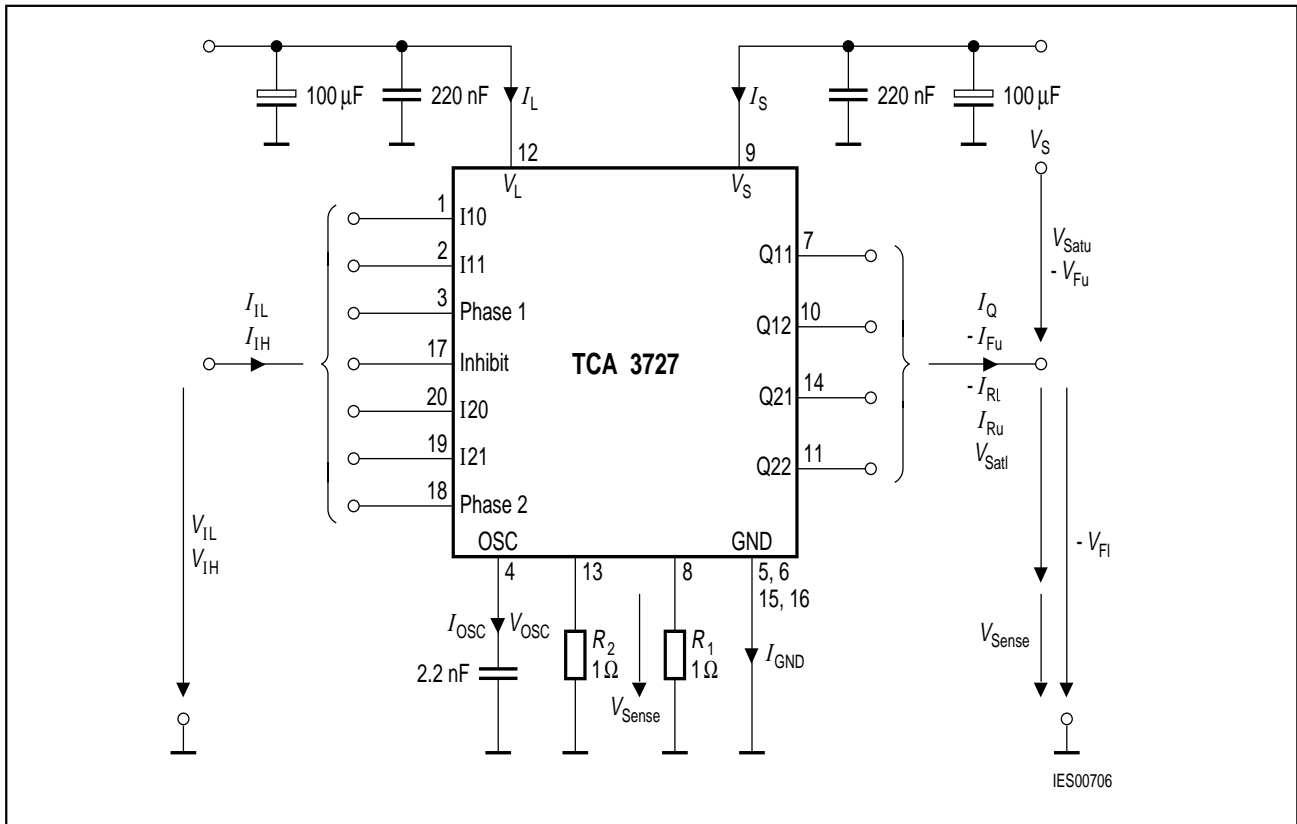 100 µF
220 nF
I_L
I_S
220 nF
100 µF
V_S
12
9
V_L
V_S
1
I10
2
I11
3
Phase 1
17
Inhibit
20
I20
19
I21
18
Phase 2
I_IL
I_IH
V_IL
V_IH
TCA 3727
7
Q11
10
Q12
14
Q21
11
Q22
V_Satu
- V_Fu
I_Q
- I_Fu
- I_Rl
I_Ru
V_Satl
- V_Fl
V_Sense
OSC
GND
4
13
8
5, 6
15, 16
I_OSC
V_OSC
2.2 nF
R_2
1 Ω
V_Sense
R_1
1 Ω
I_GND
IES00706